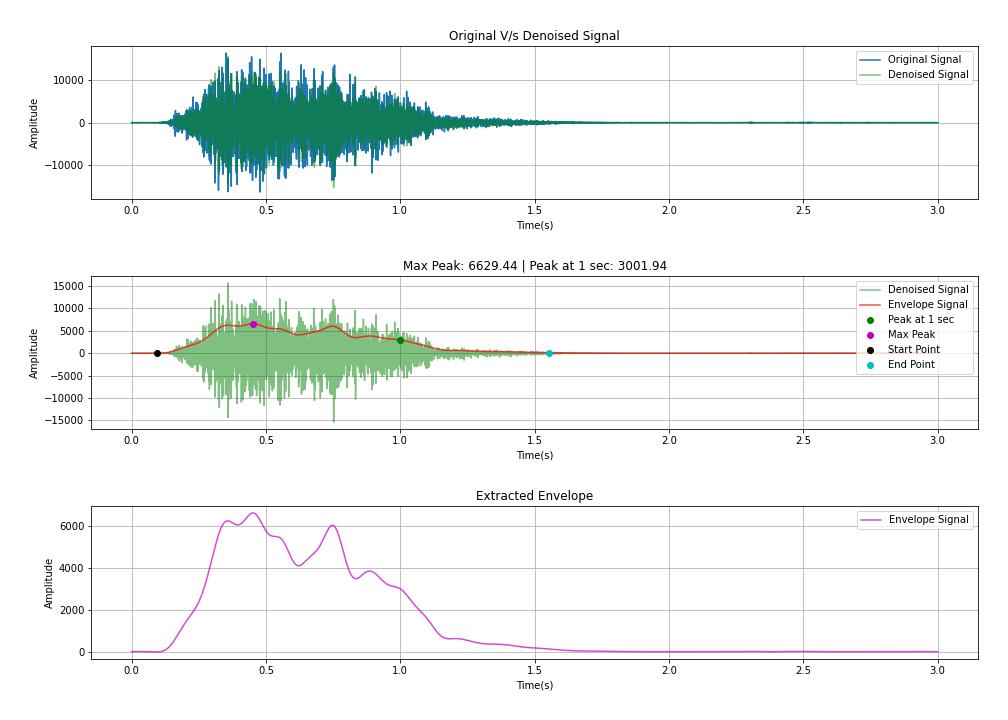 Original V/s Denoised Signal
Amplitude
10000
0
−10000
Original Signal
Denoised Signal
0.0 0.5 1.0 1.5 2.0 2.5 3.0
Time(s)
Max Peak: 6629.44 | Peak at 1 sec: 3001.94
Amplitude
15000
10000
5000
0
−5000
−10000
−15000
Denoised Signal
Envelope Signal
Peak at 1 sec
Max Peak
Start Point
End Point
0.0 0.5 1.0 1.5 2.0 2.5 3.0
Time(s)
Extracted Envelope
Amplitude
6000
4000
2000
0
Envelope Signal
0.0 0.5 1.0 1.5 2.0 2.5 3.0
Time(s)